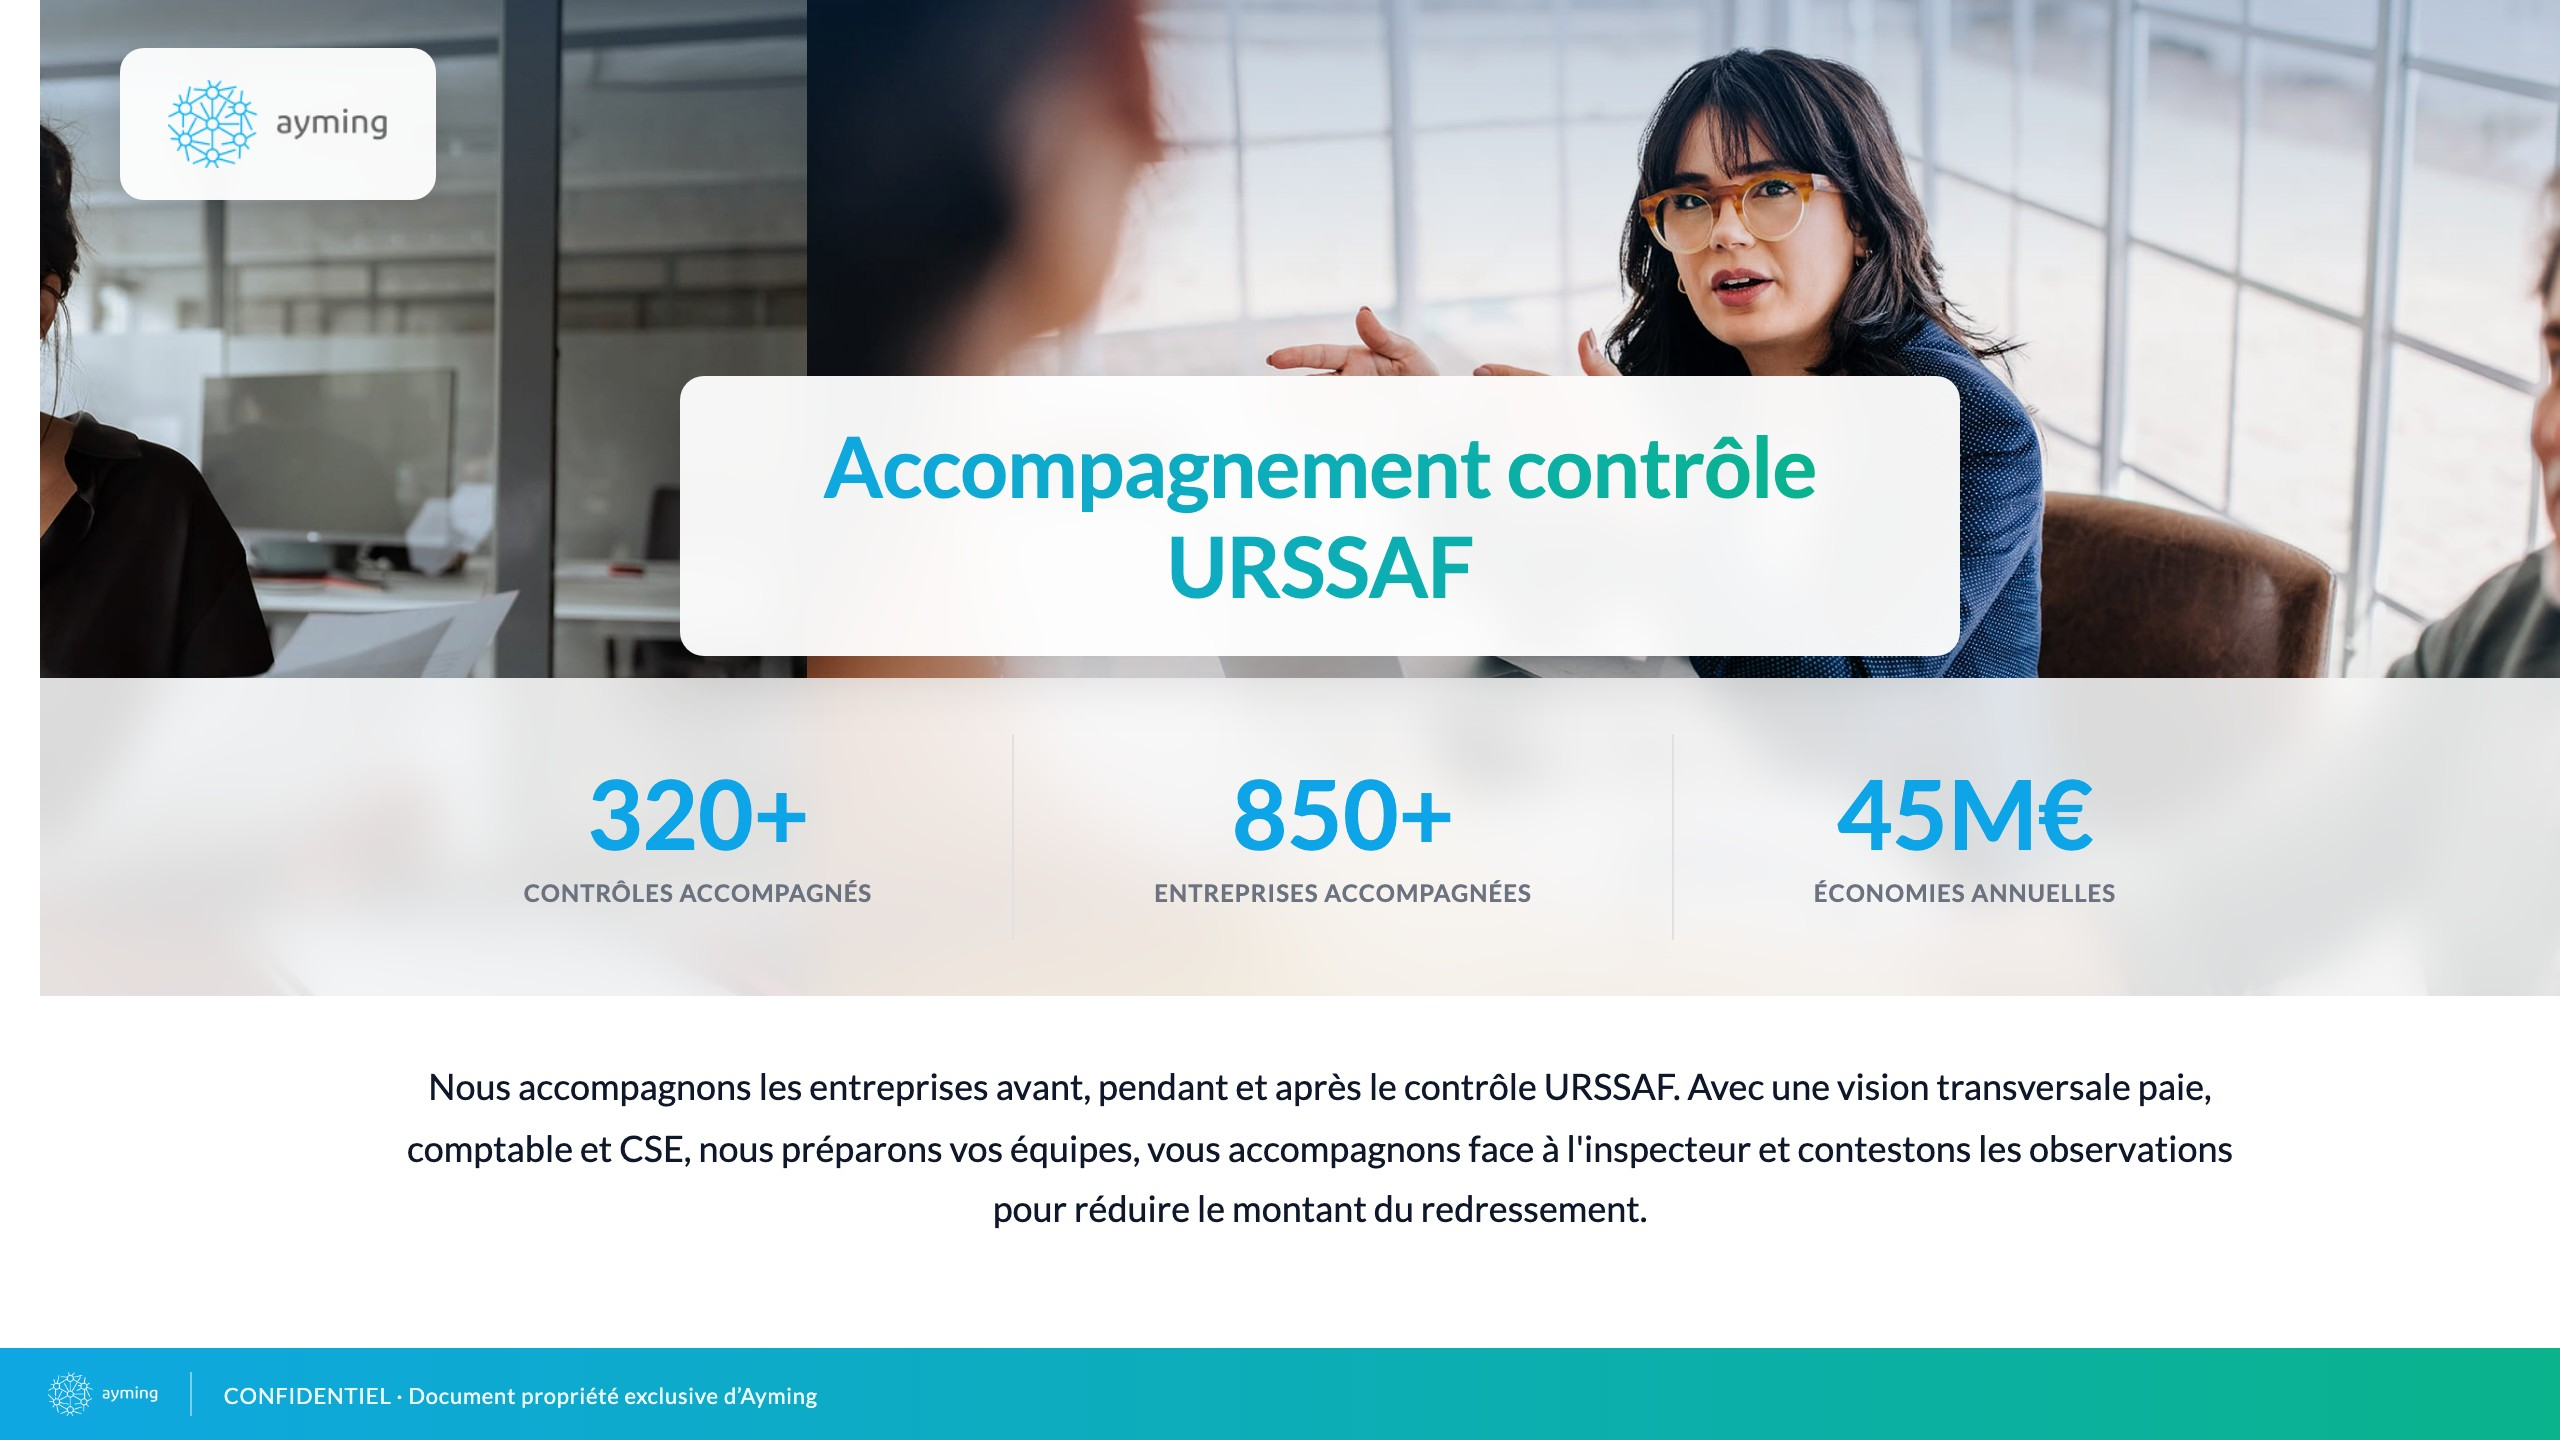 ayming
Accompagnement contrôle
URSSAF
320+
CONTRÔLES ACCOMPAGNÉS
850+
ENTREPRISES ACCOMPAGNÉES
45M€
ÉCONOMIES ANNUELLES
Nous accompagnons les entreprises avant, pendant et après le contrôle URSSAF. Avec une vision transversale paie,
comptable et CSE, nous préparons vos équipes, vous accompagnons face à l'inspecteur et contestons les observations
pour réduire le montant du redressement.
ayming
CONFIDENTIEL · Document propriété exclusive d’Ayming